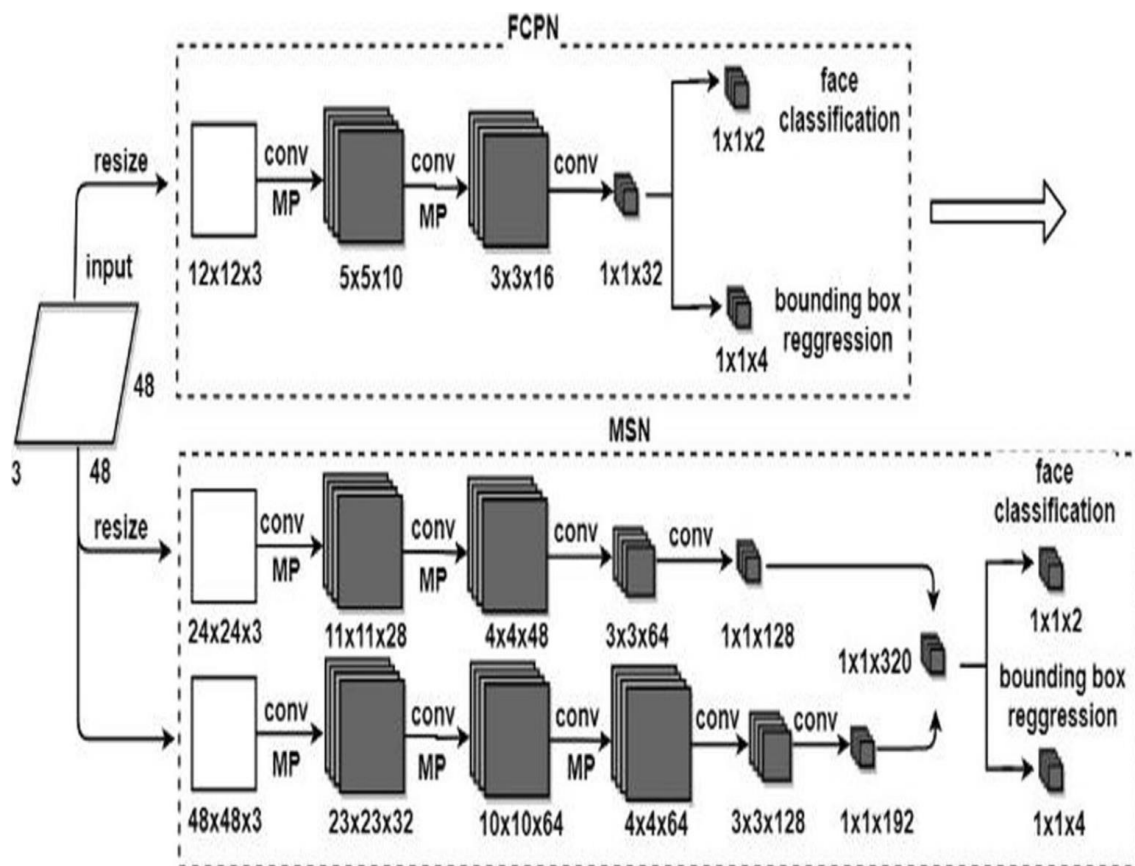 FCPN
resize
input
3
48
48
12x12x3
conv
MP
5x5x10
conv
MP
3x3x16
conv
1x1x32
1x1x2
face
classification
1x1x4
bounding box
reggression
MSN
resize
24x24x3
conv
MP
11x11x28
conv
MP
4x4x48
conv
3x3x64
conv
1x1x128
48x48x3
conv
MP
23x23x32
conv
MP
10x10x64
conv
MP
4x4x64
conv
3x3x128
conv
1x1x192
1x1x320
face
classification
1x1x2
bounding box
reggression
1x1x4